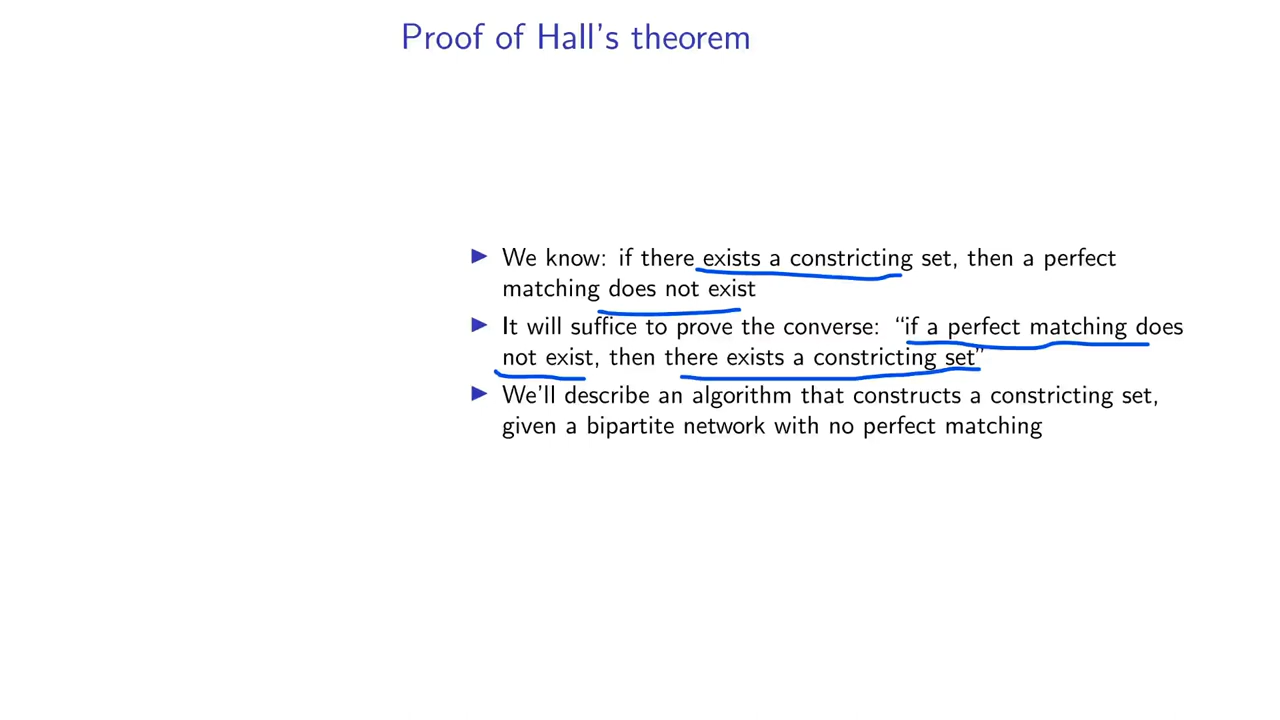 Proof of Hall's theorem
▶ We know: if there exists a constricting set, then a perfect
matching does not exist
▶ It will suffice to prove the converse: “if a perfect matching does
not exist, then there exists a constricting set”
▶ We'll describe an algorithm that constructs a constricting set,
given a bipartite network with no perfect matching